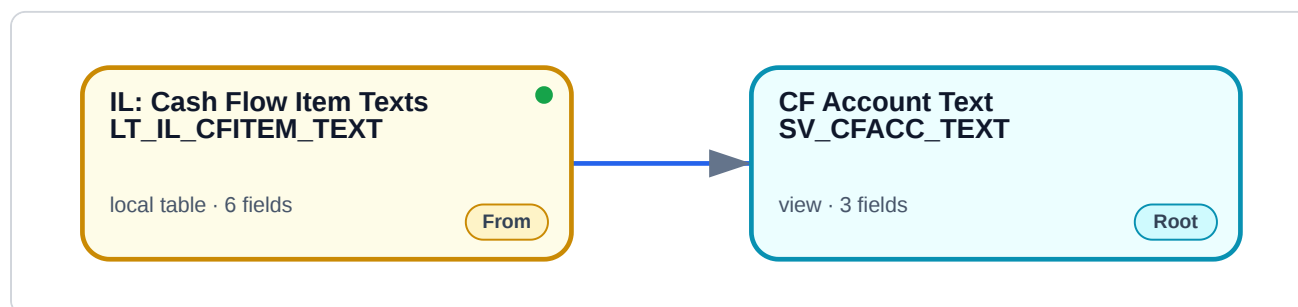 IL: Cash Flow Item Texts
LT_IL_CFITEM_TEXT
local table · 6 fields
From
CF Account Text
SV_CFACC_TEXT
view · 3 fields
Root